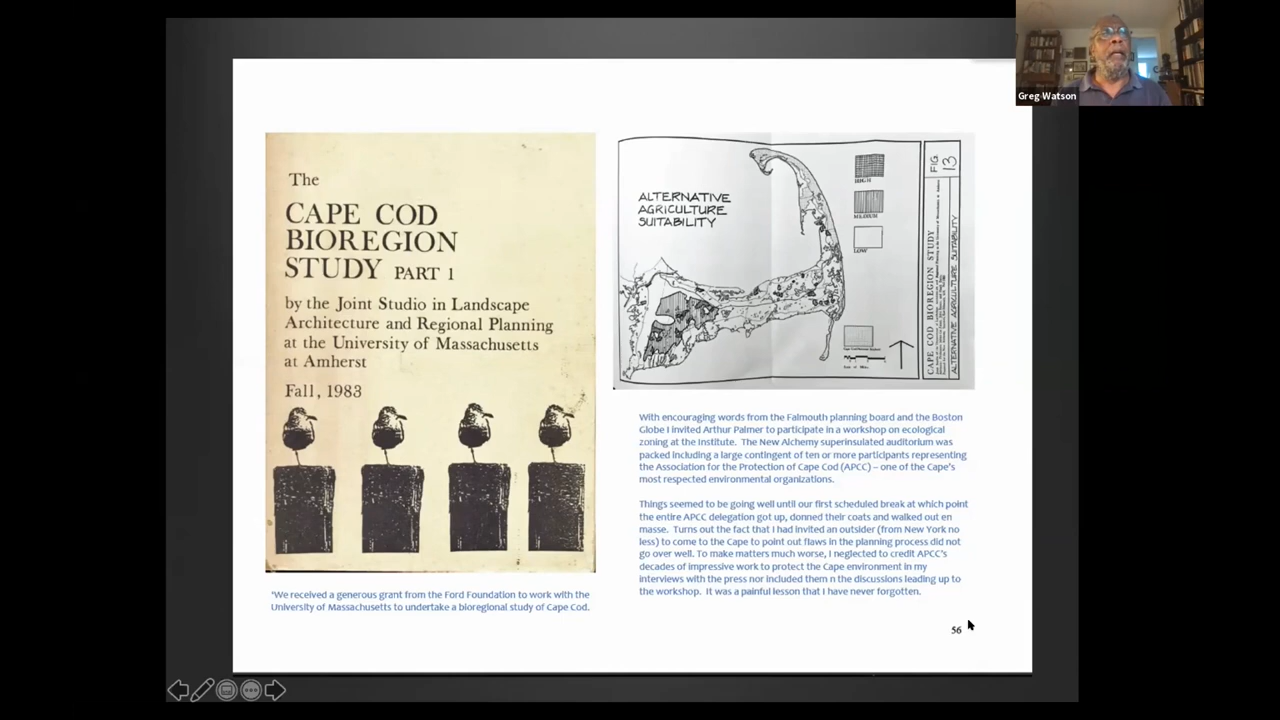 Greg Watson
The
CAPE COD
BIOREGION
STUDY PART 1
by the Joint Studio in Landscape
Architecture and Regional Planning
at the University of Massachusetts
at Amherst
Fall, 1983
ALTERNATIVE
AGRICULTURE
SUITABILITY
HIGH
MEDIUM
LOW
FIG
13
CAPE COD BIOREGION STUDY
ALTERNATIVE AGRICULTURE SUITABILITY
"We received a generous grant from the Ford Foundation to work with the
University of Massachusetts to undertake a bioregional study of Cape Cod.
With encouraging words from the Falmouth planning board and the Boston
Globe I invited Arthur Palmer to participate in a workshop on ecological
zoning at the Institute. The New Alchemy superinsulated auditorium was
packed including a large contingent of ten or more participants representing
the Association for the Protection of Cape Cod (APCC) – one of the Cape's
most respected environmental organizations.
Things seemed to be going well until our first scheduled break at which point
the entire APCC delegation got up, donned their coats and walked out en
masse. Turns out the fact that I had invited an outsider (from New York no
less) to come to the Cape to point out flaws in the planning process did not
go over well. To make matters much worse, I neglected to credit APCC's
decades of impressive work to protect the Cape environment in my
interviews with the press nor included them n the discussions leading up to
the workshop. It was a painful lesson that I have never forgotten.
56